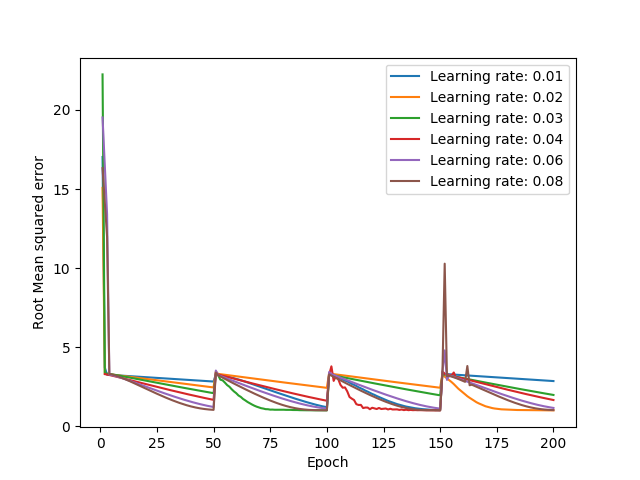 Learning rate: 0.01
Learning rate: 0.02
Learning rate: 0.03
Learning rate: 0.04
Learning rate: 0.06
Learning rate: 0.08
Root Mean squared error
20
15
10
5
0
0 25 50 75 100 125 150 175 200
Epoch